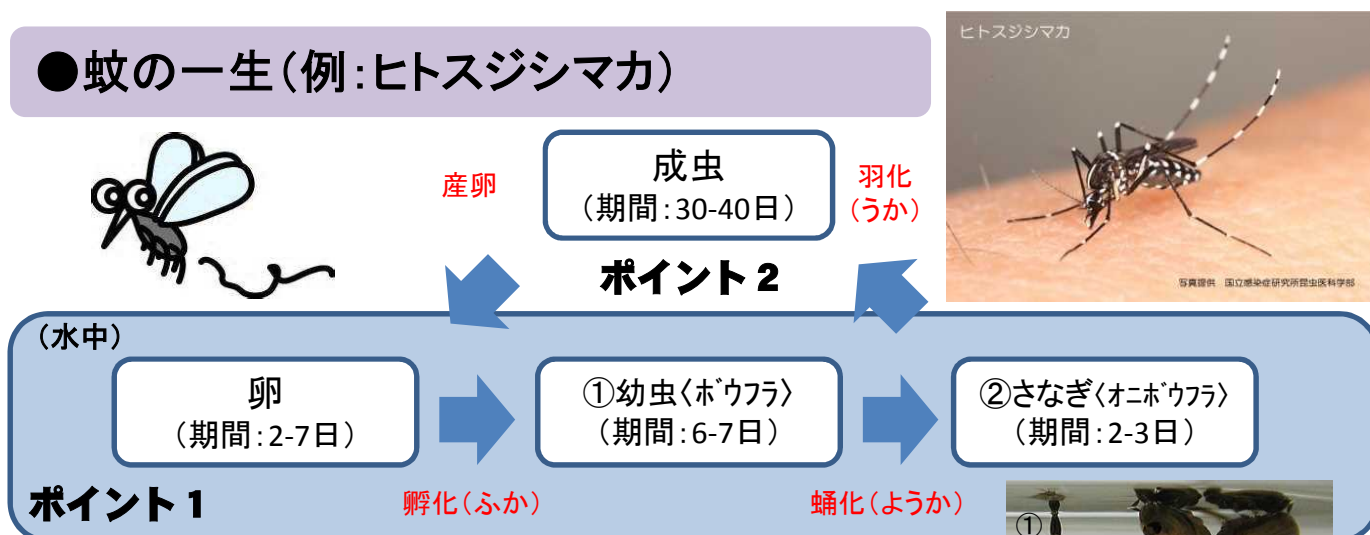 ●蚊の一生(例:ヒトスジシマカ)
ヒトスジシマカ
産卵
成虫
(期間:30-40日)
羽化
(うか)
ポイント2
写真提供 国立感染症研究所昆虫医科学部
(水中)
卵
(期間:2-7日)
①幼虫〈ボウフラ〉
(期間:6-7日)
②さなぎ〈オニボウフラ〉
(期間:2-3日)
ポイント1
孵化(ふか)
蛹化(ようか)
①